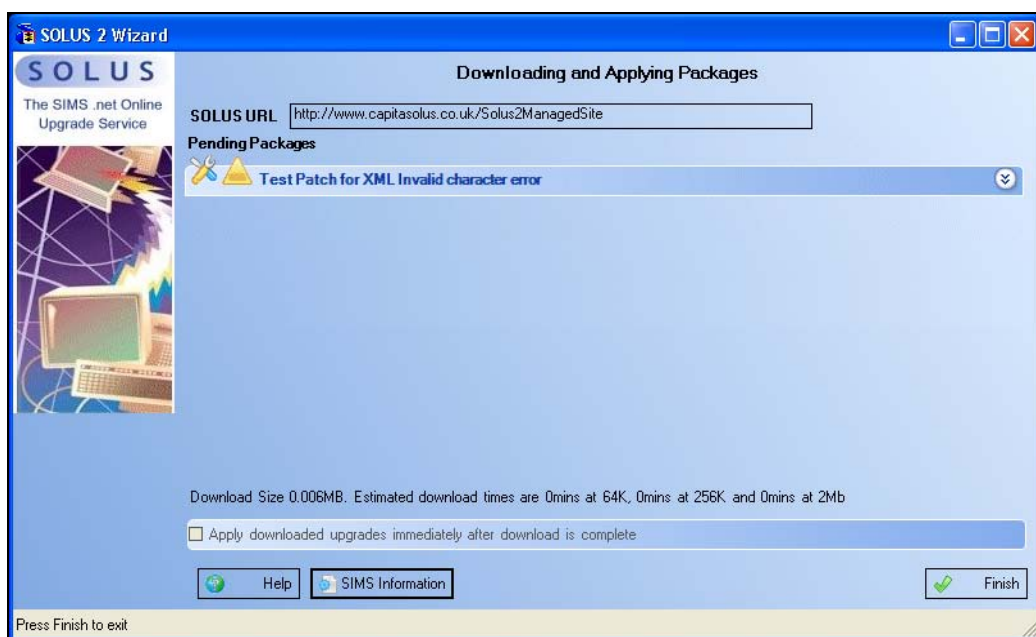 SOLUS 2 Wizard
SOLUS
The SIMS .net Online
Upgrade Service
Downloading and Applying Packages
SOLUS URL http://www.capitasolus.co.uk/Solus2ManagedSite
Pending Packages
Test Patch for XML Invalid character error
Download Size 0.006MB. Estimated download times are 0mins at 64K, 0mins at 256K and 0mins at 2Mb
Apply downloaded upgrades immediately after download is complete
Help SIMS Information Finish
Press Finish to exit